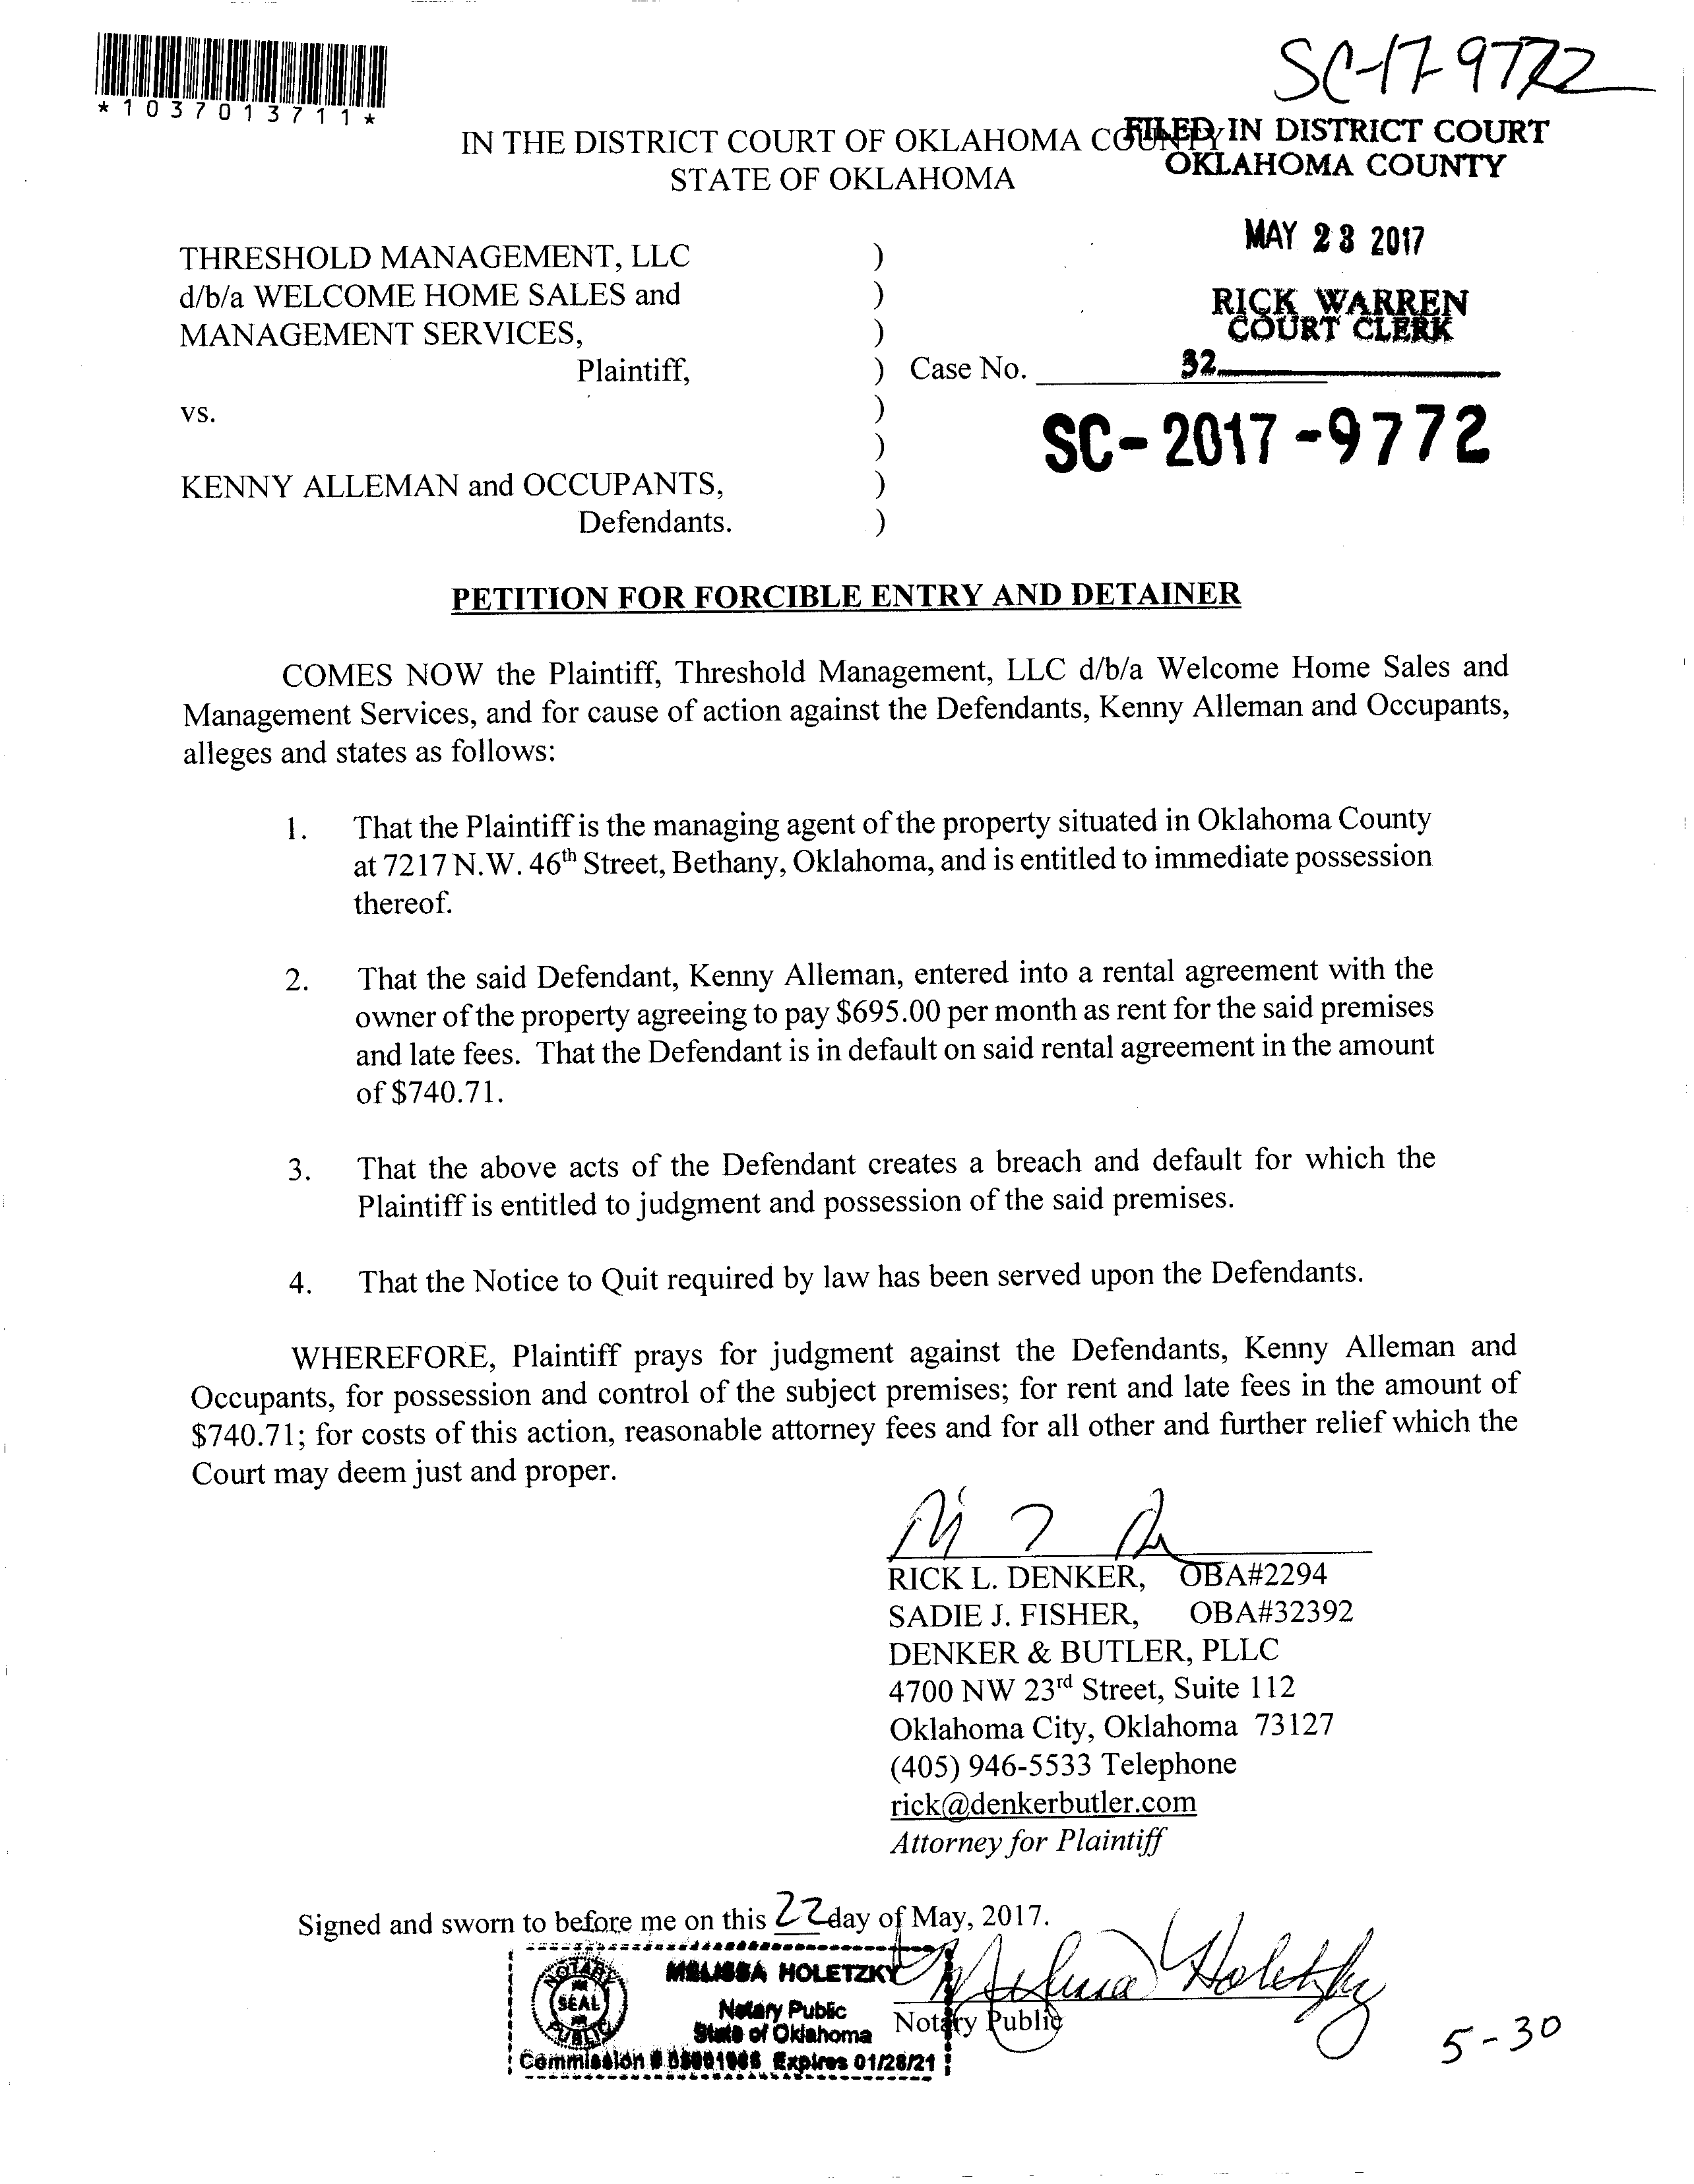 SC-17-9772
*1037013711*
IN THE DISTRICT COURT OF OKLAHOMA COUNTY
STATE OF OKLAHOMA
FILED IN DISTRICT COURT
OKLAHOMA COUNTY
MAY 23 2017
RICK WARREN
COURT CLERK
32
THRESHOLD MANAGEMENT, LLC )
d/b/a WELCOME HOME SALES and )
MANAGEMENT SERVICES, )
Plaintiff, ) Case No.
vs. )
)
SC-2017-9772
KENNY ALLEMAN and OCCUPANTS, )
Defendants. )
PETITION FOR FORCIBLE ENTRY AND DETAINER
COMES NOW the Plaintiff, Threshold Management, LLC d/b/a Welcome Home Sales and
Management Services, and for cause of action against the Defendants, Kenny Alleman and Occupants,
alleges and states as follows:
1. That the Plaintiff is the managing agent of the property situated in Oklahoma County
at 7217 N.W. 46th Street, Bethany, Oklahoma, and is entitled to immediate possession
thereof.
2. That the said Defendant, Kenny Alleman, entered into a rental agreement with the
owner of the property agreeing to pay $695.00 per month as rent for the said premises
and late fees. That the Defendant is in default on said rental agreement in the amount
of $740.71.
3. That the above acts of the Defendant creates a breach and default for which the
Plaintiff is entitled to judgment and possession of the said premises.
4. That the Notice to Quit required by law has been served upon the Defendants.
WHEREFORE, Plaintiff prays for judgment against the Defendants, Kenny Alleman and
Occupants, for possession and control of the subject premises; for rent and late fees in the amount of
$740.71; for costs of this action, reasonable attorney fees and for all other and further relief which the
Court may deem just and proper.
RICK L. DENKER, OBA#2294
SADIE J. FISHER, OBA#32392
DENKER & BUTLER, PLLC
4700 NW 23rd Street, Suite 112
Oklahoma City, Oklahoma 73127
(405) 946-5533 Telephone
rick@denkerbutler.com
Attorney for Plaintiff
Signed and sworn to before me on this 22 day of May, 2017.
NOTARY
SEAL
PUBLIC
MELISSA HOLETZKY
Notary Public
State of Oklahoma
Commission # Expires 01/28/21
Melissa Holetzky
Notary Public
5-30